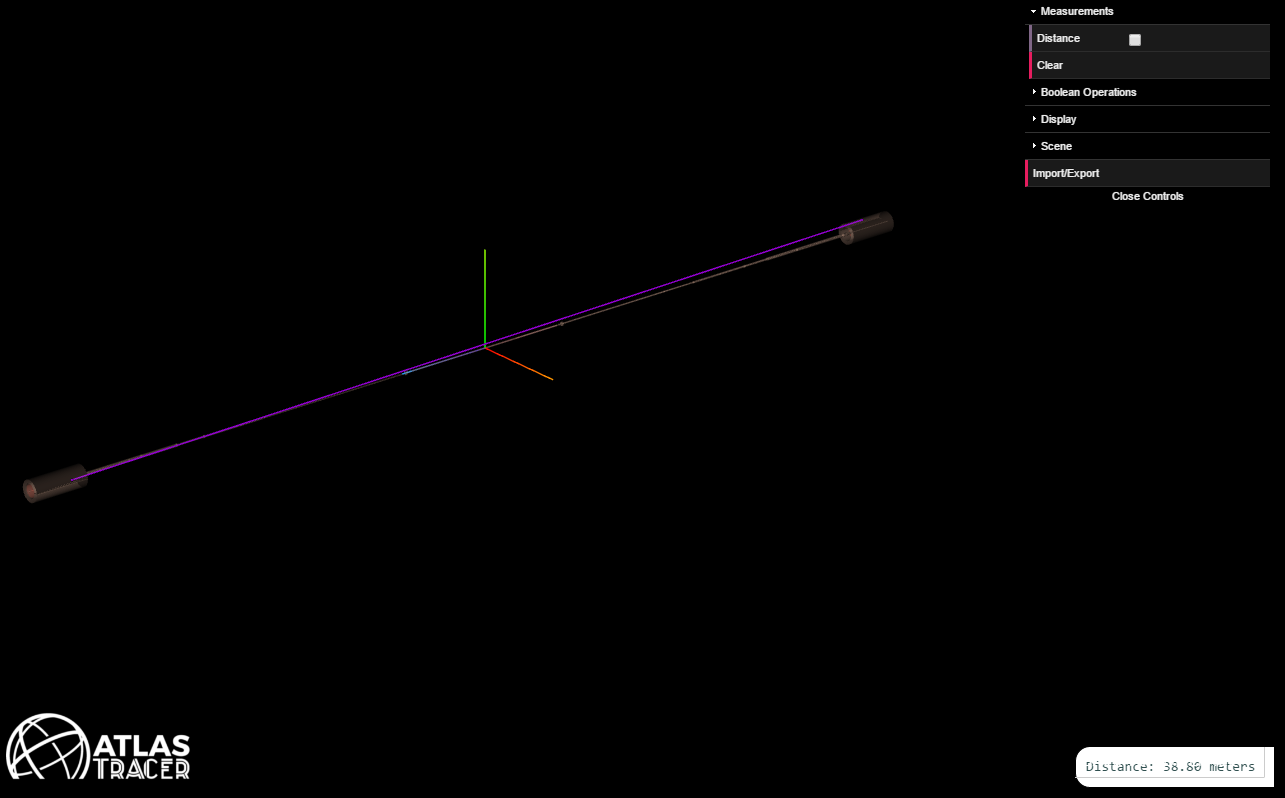 Measurements
Distance
Clear
Boolean Operations
Display
Scene
Import/Export
Close Controls
ATLAS
TRACER
Distance: 38.80 meters